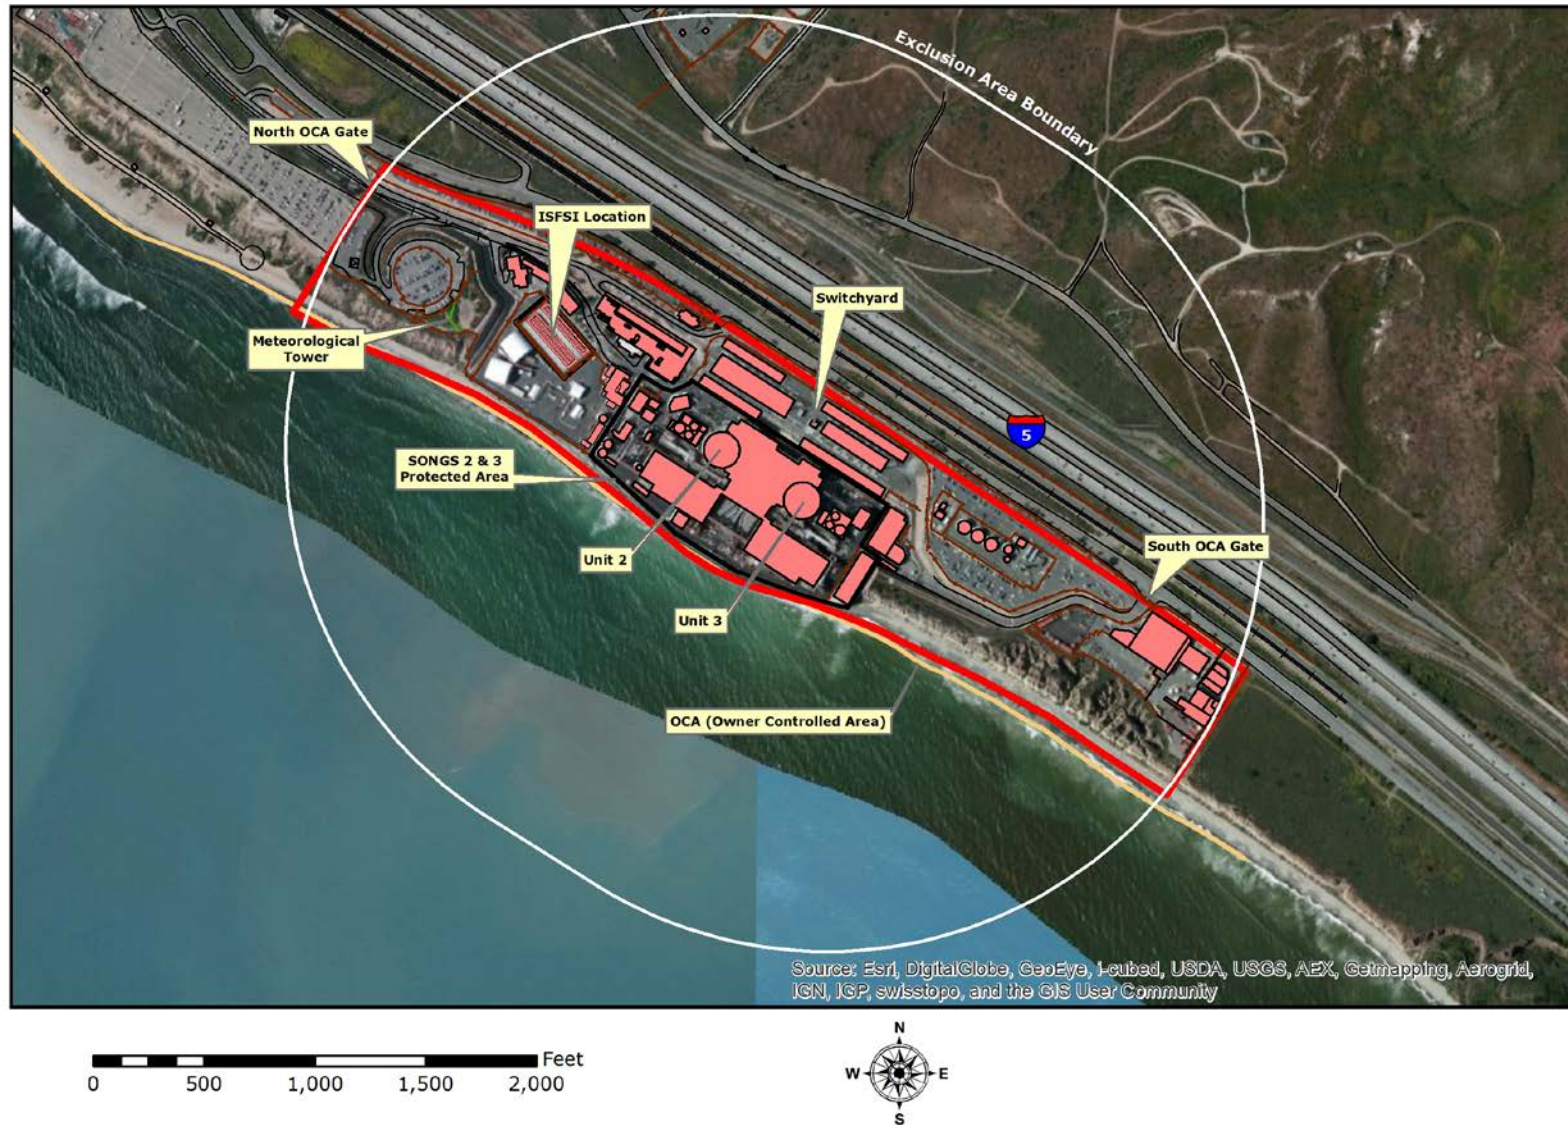 Exclusion Area Boundary
North OCA Gate
ISFSI Location
Switchyard
Meteorological
Tower
5
SONGS 2 & 3
Protected Area
Unit 2
South OCA Gate
Unit 3
OCA (Owner Controlled Area)
Source: Esri, DigitalGlobe, GeoEye, i-cubed, USDA, USGS, AEX, Getmapping, Aerogrid,
IGN, IGP, swisstopo, and the GIS User Community
Feet
0 500 1,000 1,500 2,000
N
W E
S